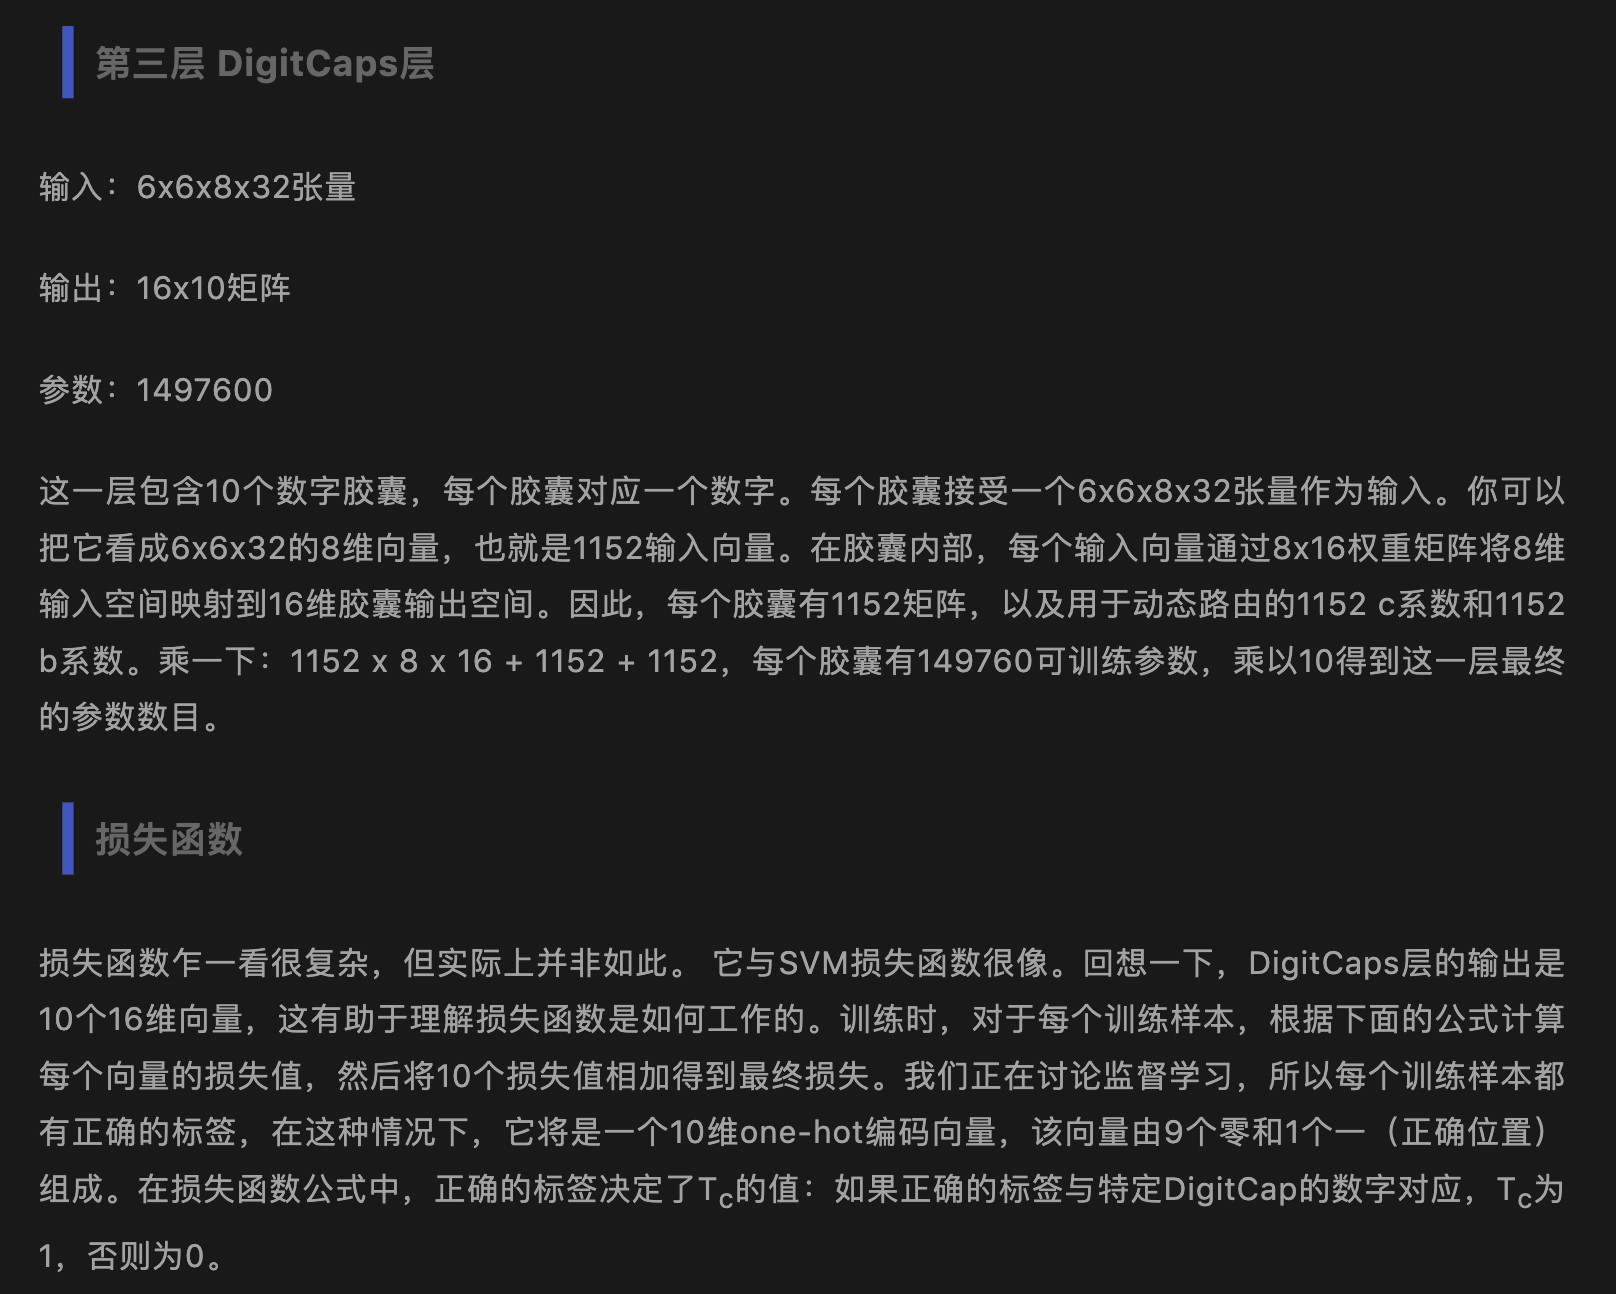 第三层 DigitCaps层
输入：6x6x8x32张量
输出：16x10矩阵
参数：1497600
这一层包含10个数字胶囊，每个胶囊对应一个数字。每个胶囊接受一个6x6x8x32张量作为输入。你可以
把它看成6x6x32的8维向量，也就是1152输入向量。在胶囊内部，每个输入向量通过8x16权重矩阵将8维
输入空间映射到16维胶囊输出空间。因此，每个胶囊有1152矩阵，以及用于动态路由的1152 c系数和1152
b系数。乘一下：1152 x 8 x 16 + 1152 + 1152，每个胶囊有149760可训练参数，乘以10得到这一层最终
的参数数目。
损失函数
损失函数乍一看很复杂，但实际上并非如此。 它与SVM损失函数很像。回想一下，DigitCaps层的输出是
10个16维向量，这有助于理解损失函数是如何工作的。训练时，对于每个训练样本，根据下面的公式计算
每个向量的损失值，然后将10个损失值相加得到最终损失。我们正在讨论监督学习，所以每个训练样本都
有正确的标签，在这种情况下，它将是一个10维one-hot编码向量，该向量由9个零和1个一（正确位置）
组成。在损失函数公式中，正确的标签决定了Tc的值：如果正确的标签与特定DigitCap的数字对应，Tc为
1，否则为0。